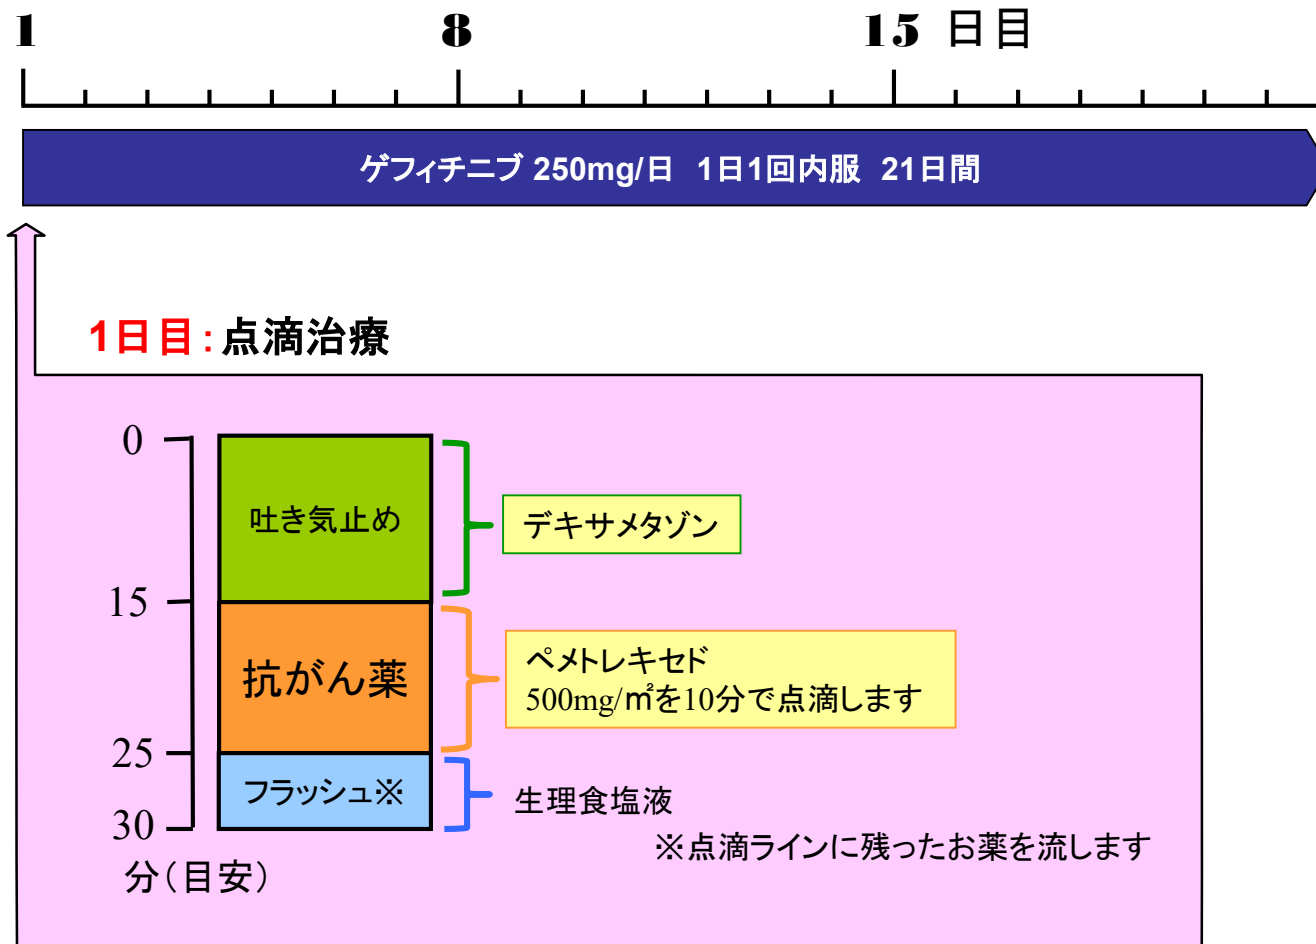 1 8 15 日目
ゲフィチニブ 250mg/日 1日1回内服 21日間
1日目：点滴治療
0
吐き気止め
デキサメタゾン
15
抗がん薬
ペメトレキセド
500mg/㎡を10分で点滴します
25
フラッシュ※
生理食塩液
30
※点滴ラインに残ったお薬を流します
分（目安）